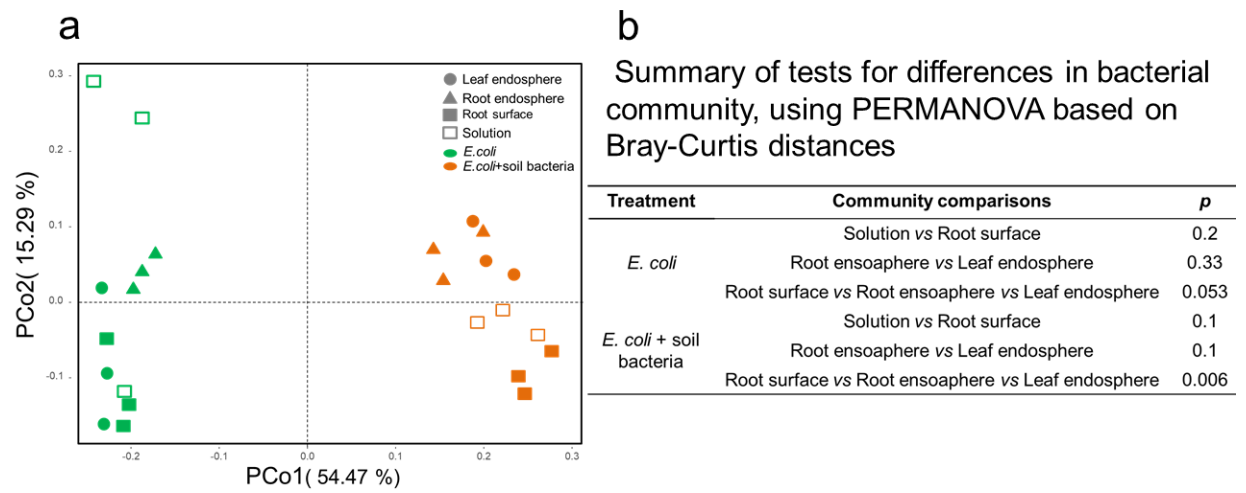 a
0.3
0.2
0.1
0.0
-0.1
PCo2( 15.29 %)
-0.2
-0.1
0.0
0.1
0.2
0.3
PCo1( 54.47 %)
Leaf endosphere
Root endosphere
Root surface
Solution
E.coli
E.coli+soil bacteria
b
Summary of tests for differences in bacterial
community, using PERMANOVA based on
Bray-Curtis distances
Treatment Community comparisons p
E. coli
Solution vs Root surface 0.2
Root ensoaphere vs Leaf endosphere 0.33
Root surface vs Root ensoaphere vs Leaf endosphere 0.053
E. coli + soil
bacteria
Solution vs Root surface 0.1
Root ensoaphere vs Leaf endosphere 0.1
Root surface vs Root ensoaphere vs Leaf endosphere 0.006